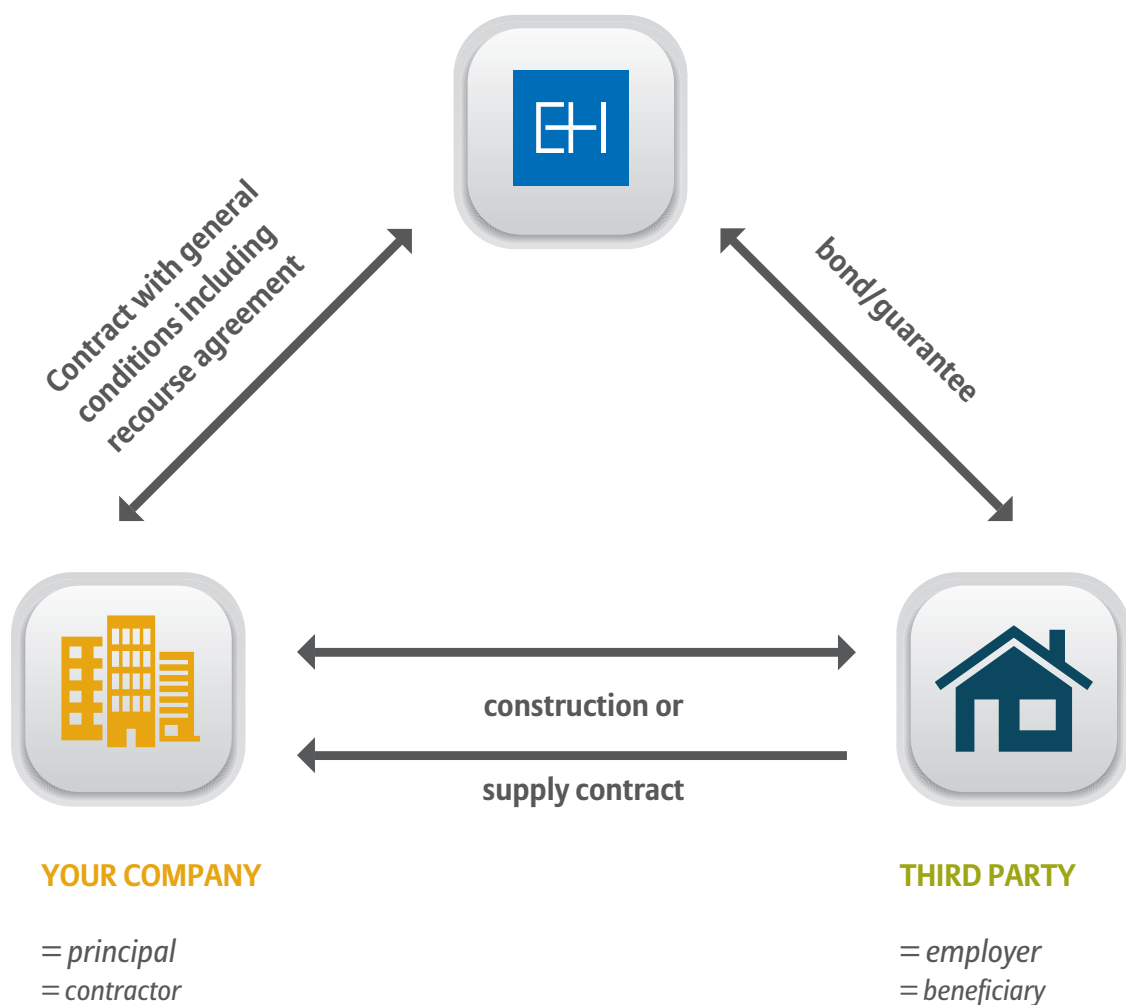 EH
Contract with general
conditions including
recourse agreement
bond/guarantee
construction or
supply contract
YOUR COMPANY
THIRD PARTY
= principal
= contractor
= employer
= beneficiary